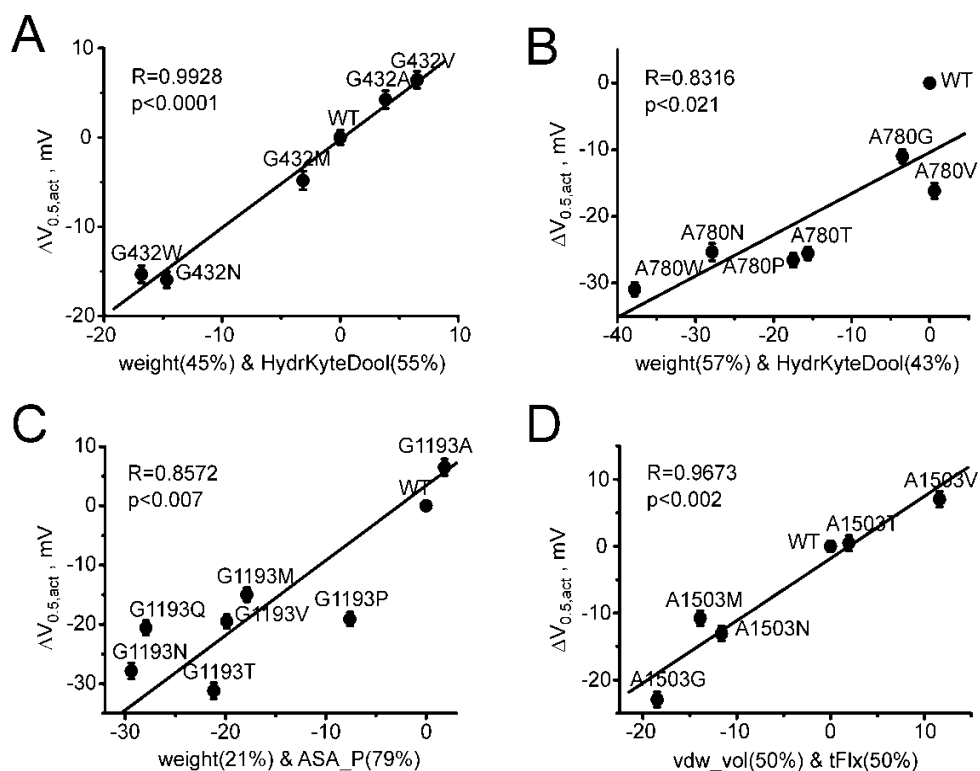 A
R=0.9928
p<0.0001
G432V
G432A
WT
G432M
G432W
G432N
10
0
-10
-20
ΔV0.5,act , mV
-20 -10 0 10
weight(45%) & HydrKyteDool(55%)
B
R=0.8316
p<0.021
WT
A780G
A780V
A780N
A780T
A780W
A780P
0
-10
-20
-30
ΔV0.5,act , mV
-40 -30 -20 -10 0
weight(57%) & HydrKyteDool(43%)
C
R=0.8572
p<0.007
G1193A
WT
G1193M
G1193Q
G1193V
G1193P
G1193N
G1193T
10
0
-10
-20
-30
ΔV0.5,act , mV
-30 -20 -10 0
weight(21%) & ASA_P(79%)
D
R=0.9673
p<0.002
A1503V
WT
A1503T
A1503M
A1503N
A1503G
10
0
-10
-20
ΔV0.5,act , mV
-20 -10 0 10
vdw_vol(50%) & tFlx(50%)